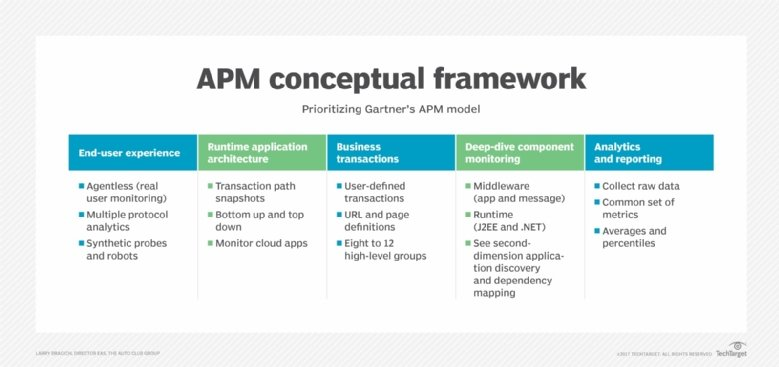 APM conceptual framework
Prioritizing Gartner's APM model
End-user experience
Agentless (real
user monitoring)
Multiple protocol
analytics
Synthetic probes
and robots
Runtime application
architecture
Transaction path
snapshots
Bottom up and top
down
Monitor cloud apps
Business
transactions
User-defined
transactions
URL and page
definitions
Eight to 12
high-level groups
Deep-dive component
monitoring
Middleware
(app and message)
Runtime
(J2EE and .NET)
See second-
dimension applica-
tion discovery
and dependency
mapping
Analytics
and reporting
Collect raw data
Common set of
metrics
Averages and
percentiles
LARRY DRAGICH, DIRECTOR EAS, THE AUTO CLUB GROUP
©2017 TECHTARGET. ALL RIGHTS RESERVED
TechTarget